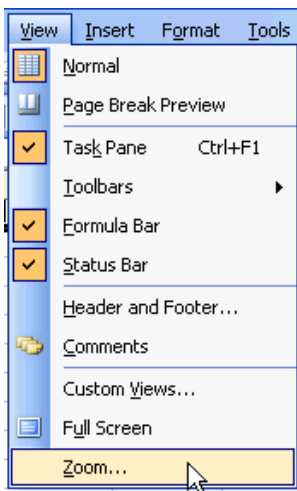 View Insert Format Tools
Normal
Page Break Preview
Task Pane Ctrl+F1
Toolbars
Formula Bar
Status Bar
Header and Footer...
Comments
Custom Views...
Full Screen
Zoom...